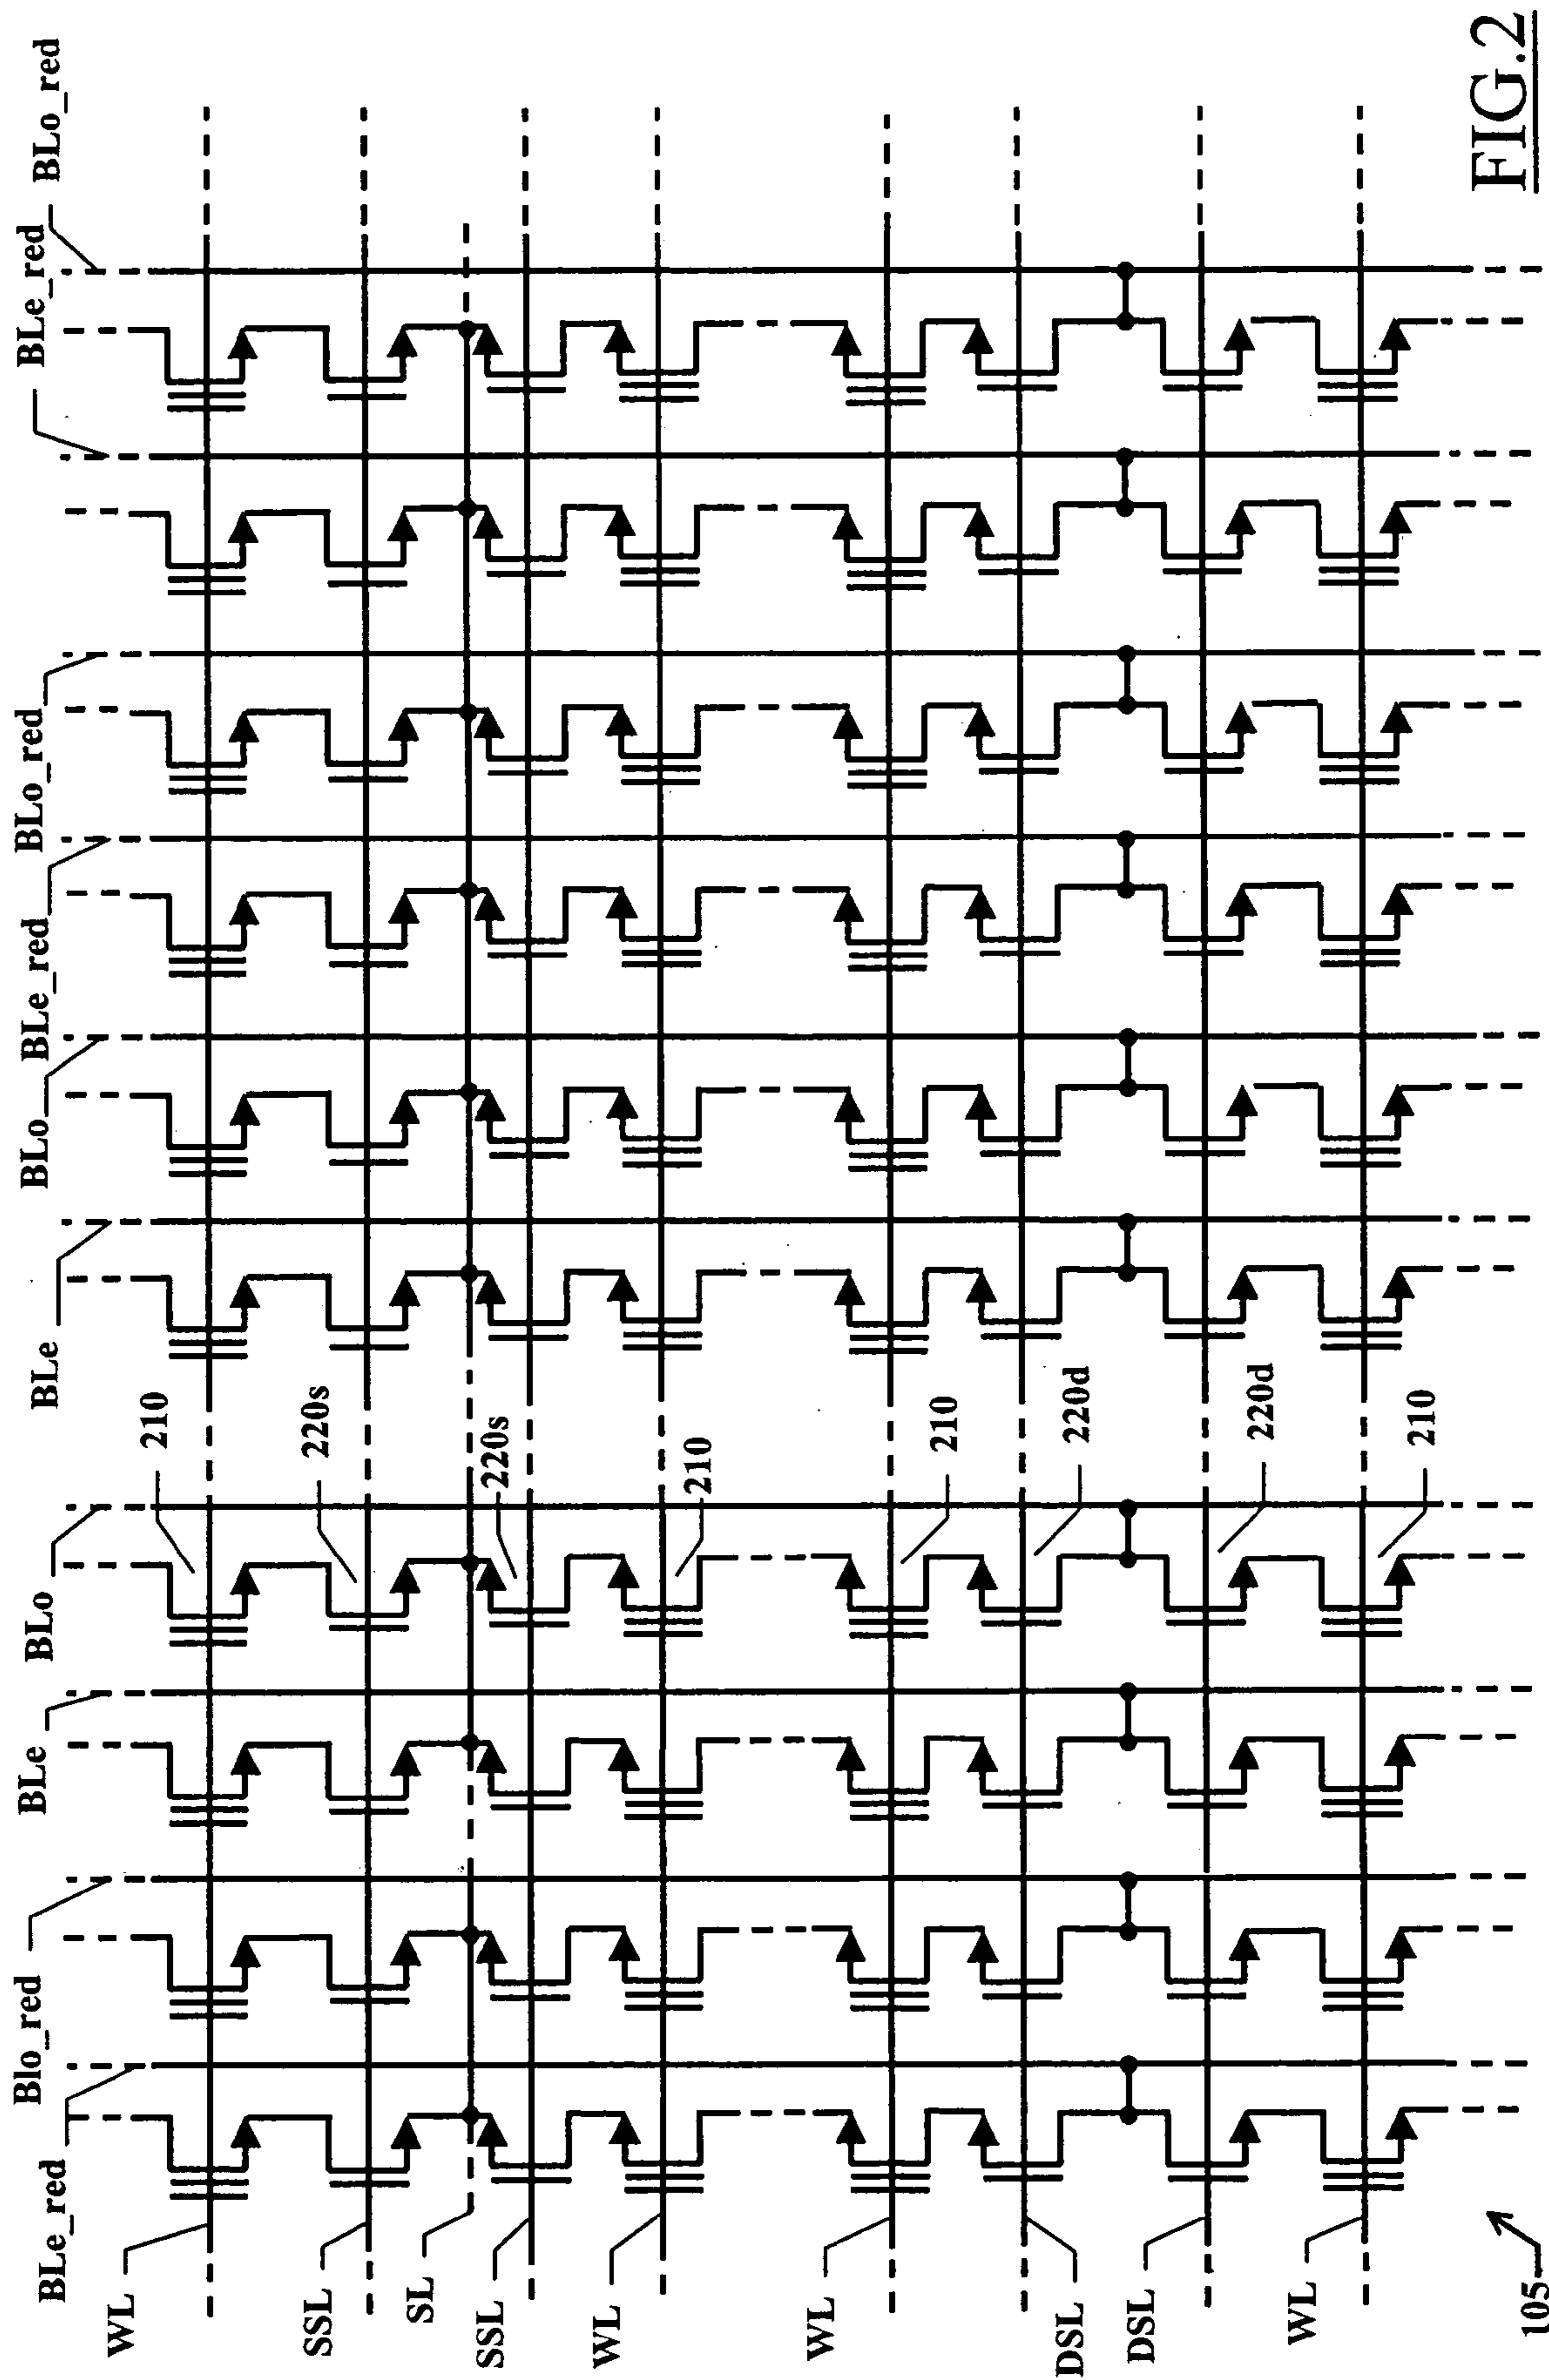 BLe_red
Blo_red
BLe
BLo
BLe
BLo
BLe_red
BLo_red
BLe_red
BLo_red
WL
SSL
SL
SSL
WL
WL
DSL
DSL
WL
210
220s
220s
210
210
220d
220d
210
105
FIG.2